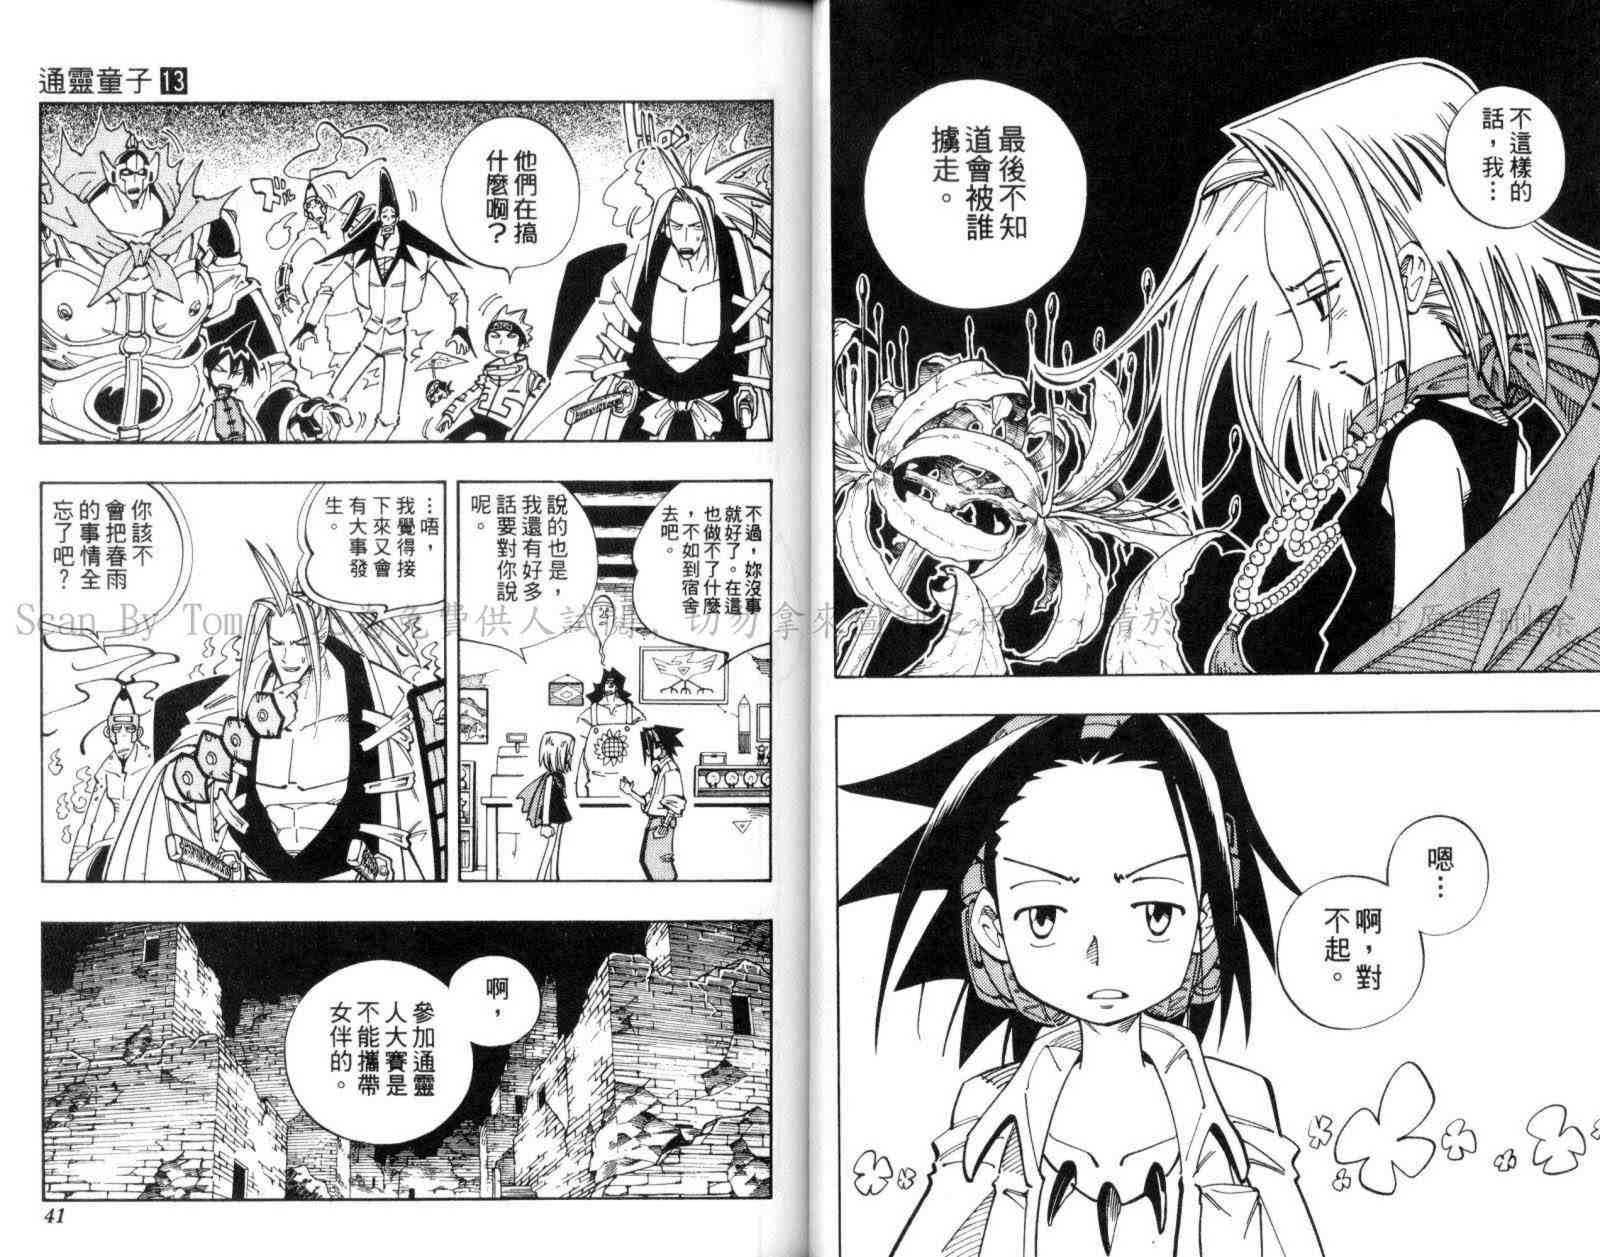 不這樣的
話，我…
最後不知
道會被誰
擄走。
嗯…
啊，對
不起。
通靈童子 13
他們在搞
什麼啊？
不過，妳沒事
就好了。在這
也做不了什麼
，不如到宿舍
去吧。
說的也是，
我還有好多
話要對你說
呢。
…唔，
我覺得接
下來又會
有大事發
生。
你該不
會把春雨
的事情全
忘了吧？
啊，
參加通靈
人大賽是
不能攜帶
女伴的。
41
Scan By Tom